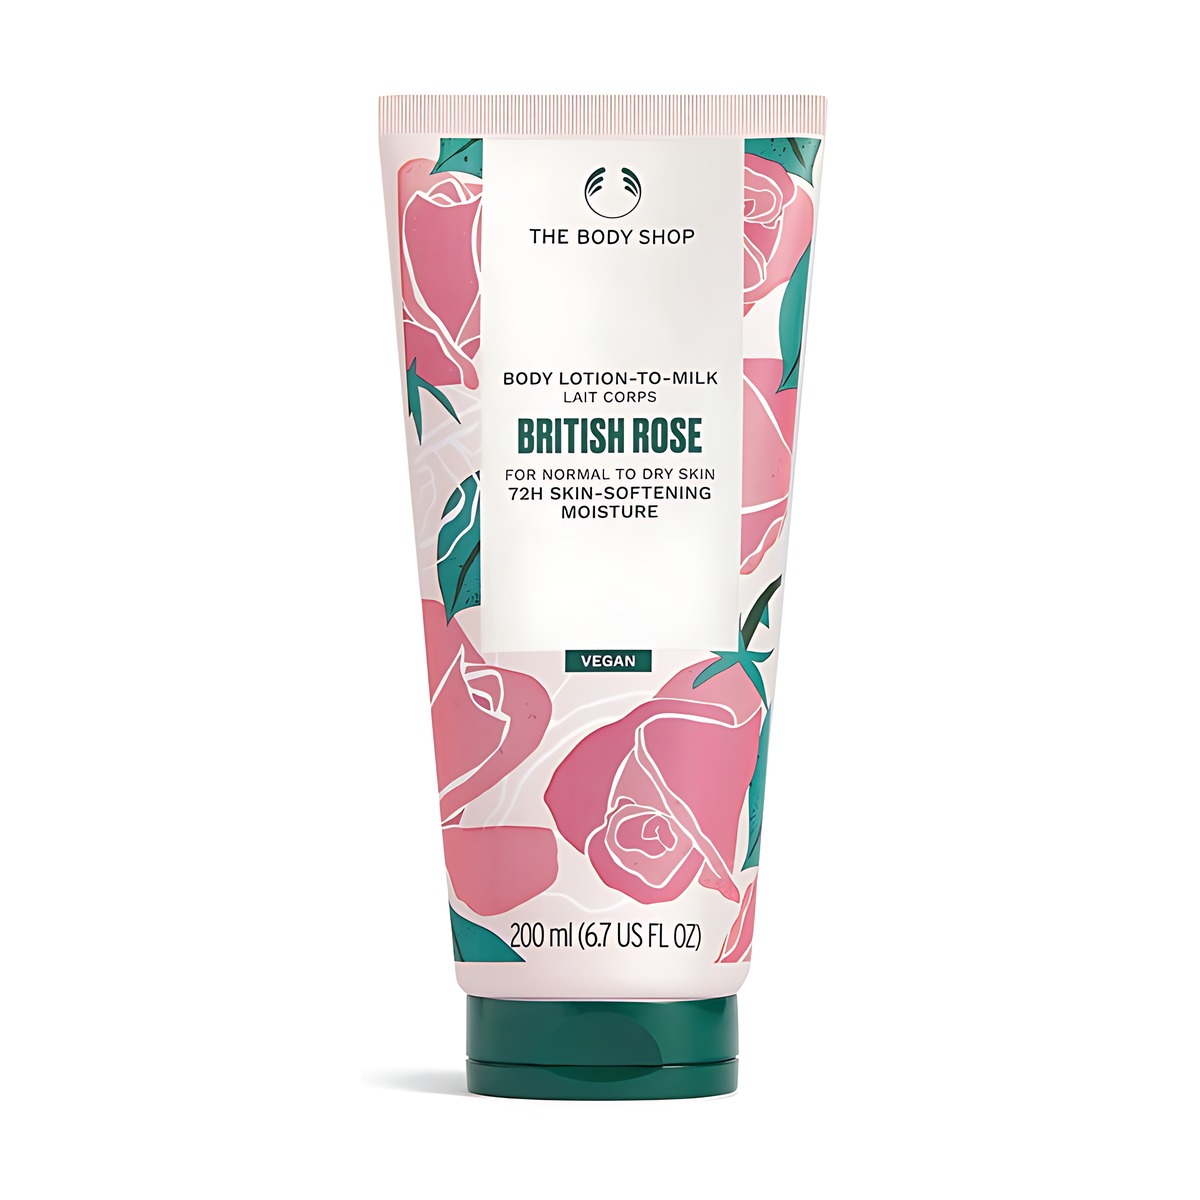 THE BODY SHOP
BODY LOTION-TO-MILK
LAIT CORPS
BRITISH ROSE
FOR NORMAL TO DRY SKIN
72H SKIN-SOFTENING
MOISTURE
VEGAN
200 ml (6.7 US FL OZ)